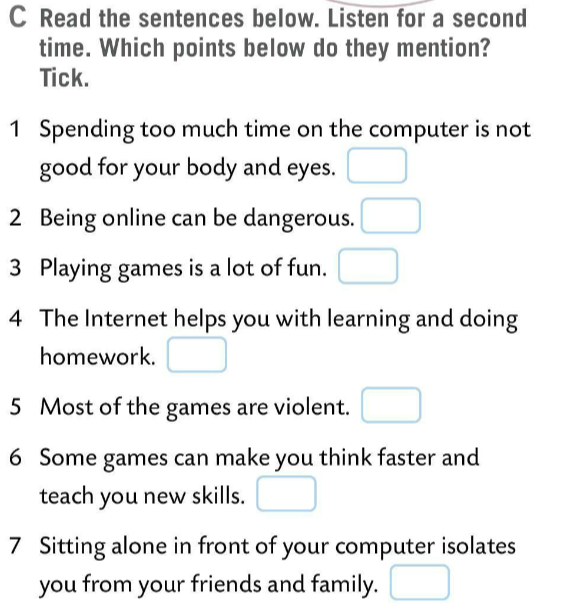 C Read the sentences below. Listen for a second
time. Which points below do they mention?
Tick.
1 Spending too much time on the computer is not
good for your body and eyes.
2 Being online can be dangerous.
3 Playing games is a lot of fun.
4 The Internet helps you with learning and doing
homework.
5 Most of the games are violent.
6 Some games can make you think faster and
teach you new skills.
7 Sitting alone in front of your computer isolates
you from your friends and family.